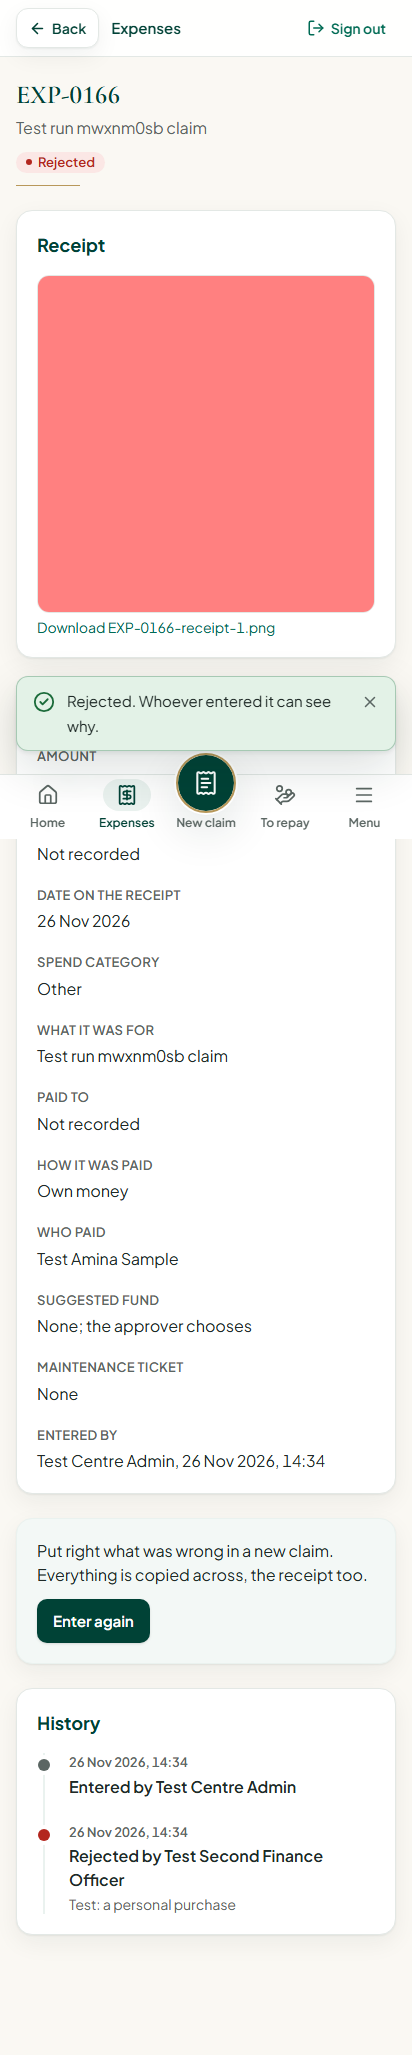 Back
Expenses
Sign out
EXP-0166
Test run mwxnm0sb claim
Rejected
Receipt
Download EXP-0166-receipt-1.png
Rejected. Whoever entered it can see
why.
AMOUNT
Home
Expenses
New claim
To repay
Menu
Not recorded
DATE ON THE RECEIPT
26 Nov 2026
SPEND CATEGORY
Other
WHAT IT WAS FOR
Test run mwxnm0sb claim
PAID TO
Not recorded
HOW IT WAS PAID
Own money
WHO PAID
Test Amina Sample
SUGGESTED FUND
None; the approver chooses
MAINTENANCE TICKET
None
ENTERED BY
Test Centre Admin, 26 Nov 2026, 14:34
Put right what was wrong in a new claim.
Everything is copied across, the receipt too.
Enter again
History
26 Nov 2026, 14:34
Entered by Test Centre Admin
26 Nov 2026, 14:34
Rejected by Test Second Finance
Officer
Test: a personal purchase